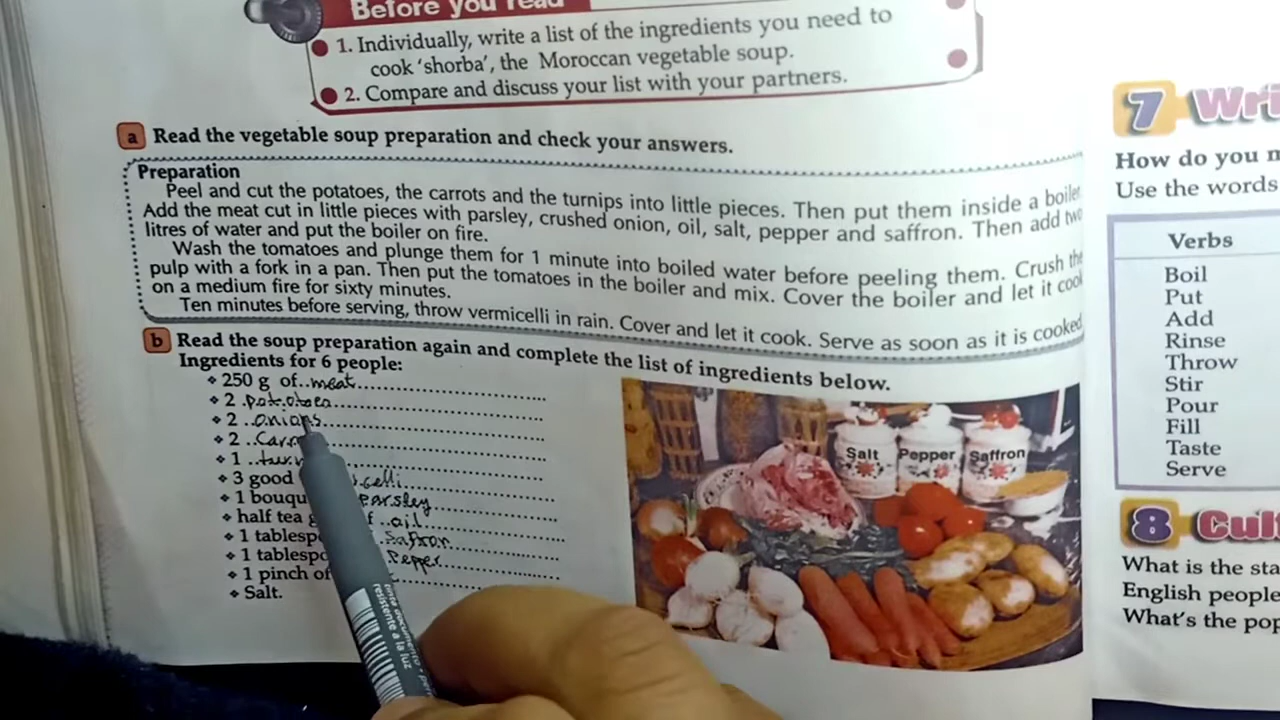 Before you read
1. Individually, write a list of the ingredients you need to
cook 'shorba', the Moroccan vegetable soup.
2. Compare and discuss your list with your partners.
a Read the vegetable soup preparation and check your answers.
Preparation
Peel and cut the potatoes, the carrots and the turnips into little pieces. Then put them inside a boiler.
Add the meat cut in little pieces with parsley, crushed onion, oil, salt, pepper and saffron. Then add two
litres of water and put the boiler on fire.
Wash the tomatoes and plunge them for 1 minute into boiled water before peeling them. Crush the
pulp with a fork in a pan. Then put the tomatoes in the boiler and mix. Cover the boiler and let it cook
on a medium fire for sixty minutes.
Ten minutes before serving, throw vermicelli in rain. Cover and let it cook. Serve as soon as it is cooked
b Read the soup preparation again and complete the list of ingredients below.
Ingredients for 6 people:
250 g of..meat
2 potatoes
2 ..onions
2 ..
1 ..
3 good
1 parsley
half tea oil
1 saffron
1 pepper
1 pinch of
Salt.
Salt Pepper Saffron
tinta documental
resistente a la luz
7
How do you
Use the words
Verbs
Boil
Put
Add
Rinse
Throw
Stir
Pour
Fill
Taste
Serve
8
What is the
English people
What's the